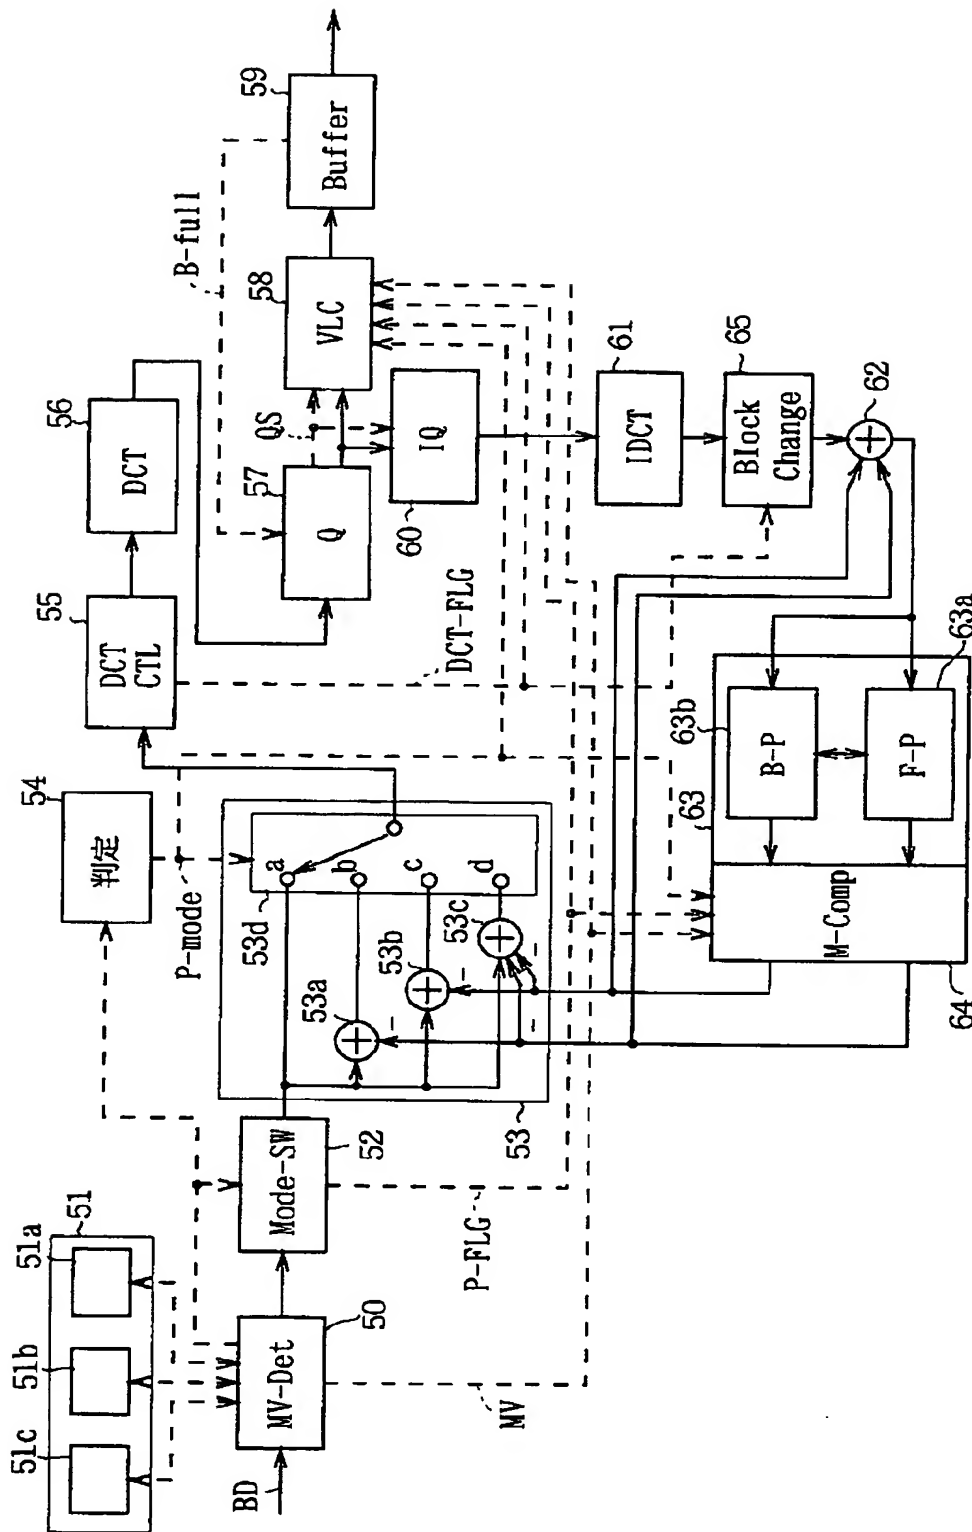 BD
MV-Det
50
51
51a
51b
51c
Mode-SW
52
MV
P-FLG
判定
54
P-mode
53
53a
53b
53c
53d
a
b
c
d
DCT
CTL
55
DCT
56
DCT-FLG
Q
57
QS
VLC
58
Buffer
59
B-full
IQ
60
IDCT
61
Block
Change
65
62
63
B-P
63b
F-P
63a
M-Comp
64